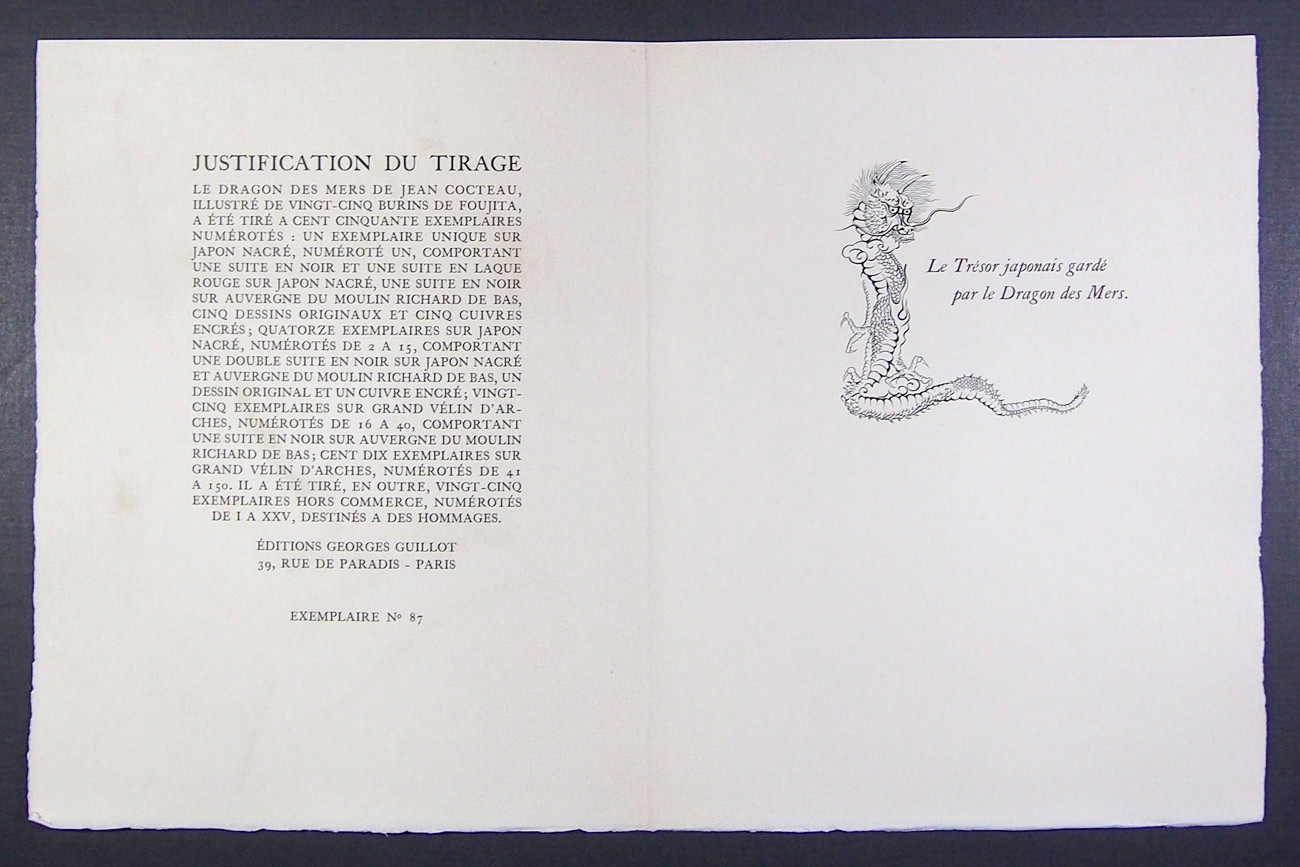 JUSTIFICATION DU TIRAGE
LE DRAGON DES MERS DE JEAN COCTEAU,
ILLUSTRÉ DE VINGT-CINQ BURINS DE FOUJITA,
A ÉTÉ TIRÉ A CENT CINQUANTE EXEMPLAIRES
NUMÉROTÉS : UN EXEMPLAIRE UNIQUE SUR
JAPON NACRÉ, NUMÉROTÉ UN, COMPORTANT
UNE SUITE EN NOIR ET UNE SUITE EN LAQUE
ROUGE SUR JAPON NACRÉ, UNE SUITE EN NOIR
SUR AUVERGNE DU MOULIN RICHARD DE BAS,
CINQ DESSINS ORIGINAUX ET CINQ CUIVRES
ENCRÉS ; QUATORZE EXEMPLAIRES SUR JAPON
NACRÉ, NUMÉROTÉS DE 2 A 15, COMPORTANT
UNE DOUBLE SUITE EN NOIR SUR JAPON NACRÉ
ET AUVERGNE DU MOULIN RICHARD DE BAS, UN
DESSIN ORIGINAL ET UN CUIVRE ENCRÉ ; VINGT-
CINQ EXEMPLAIRES SUR GRAND VÉLIN D'AR-
CHES, NUMÉROTÉS DE 16 A 40, COMPORTANT
UNE SUITE EN NOIR SUR AUVERGNE DU MOULIN
RICHARD DE BAS ; CENT DIX EXEMPLAIRES SUR
GRAND VÉLIN D'ARCHES, NUMÉROTÉS DE 41
A 150. IL A ÉTÉ TIRÉ, EN OUTRE, VINGT-CINQ
EXEMPLAIRES HORS COMMERCE, NUMÉROTÉS
DE I A XXV, DESTINÉS A DES HOMMAGES.
ÉDITIONS GEORGES GUILLOT
39, RUE DE PARADIS - PARIS
EXEMPLAIRE Nº 87
Le Trésor japonais gardé
par le Dragon des Mers.